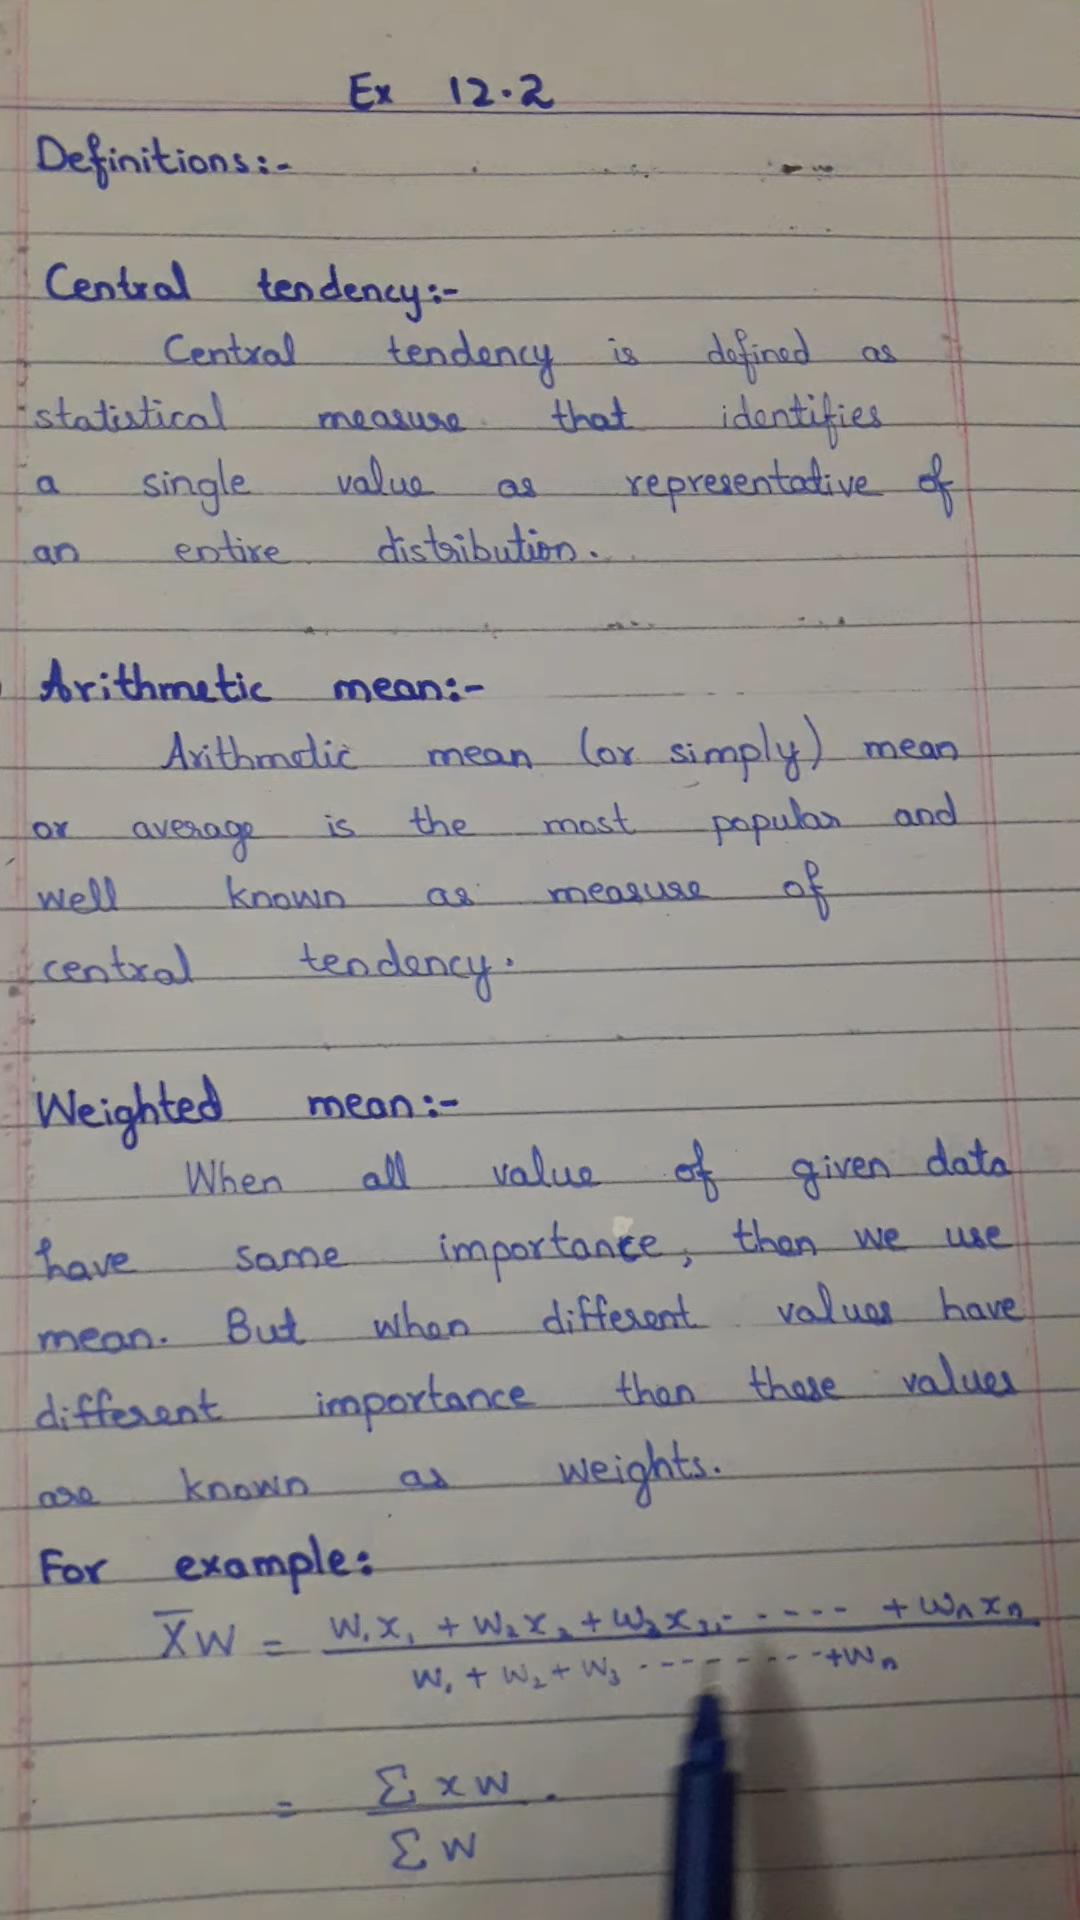 Ex 12.2
Definitions:-
Central tendency:-
Central tendency is defined as
statistical measure that identifies
a single value as representative of
an entire distribution.
Arithmetic mean:-
Arithmetic mean (or simply) mean
or average is the most popular and
well known as measure of
central tendency.
Weighted mean:-
When all value of given data
have same importance, then we use
mean. But when different values have
different importance then these values
are known as weights.
For example:
X̅w = W₁x₁ + W₂x₂ + W₃x₃, ------ + Wₙxₙ
W₁ + W₂ + W₃ -------- +Wₙ
= Σ x w .
Σ w